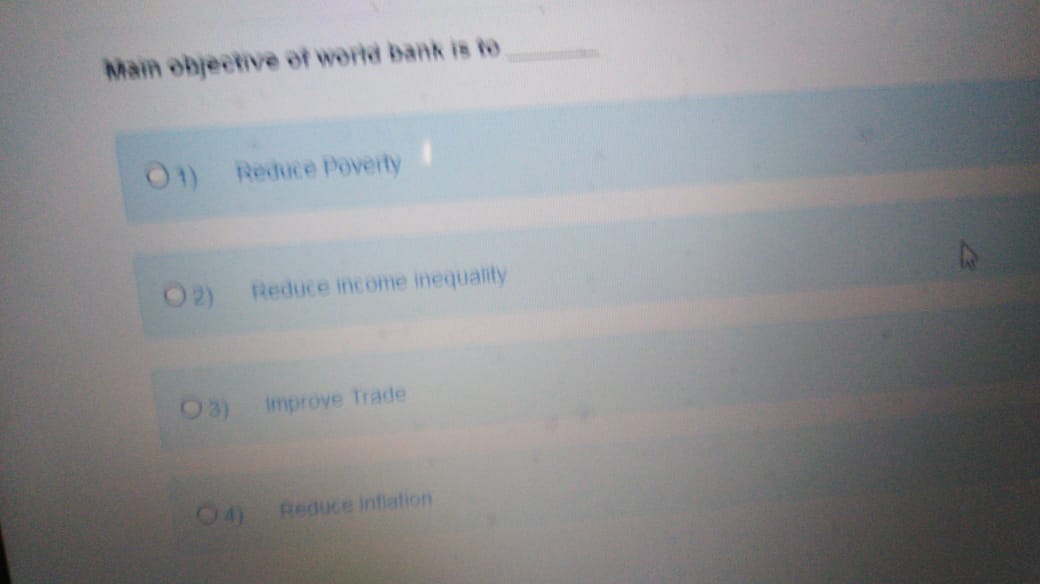 Main objective of world bank is to ________
1) Reduce Poverty
2) Reduce income inequality
3) Improve Trade
4) Reduce Inflation